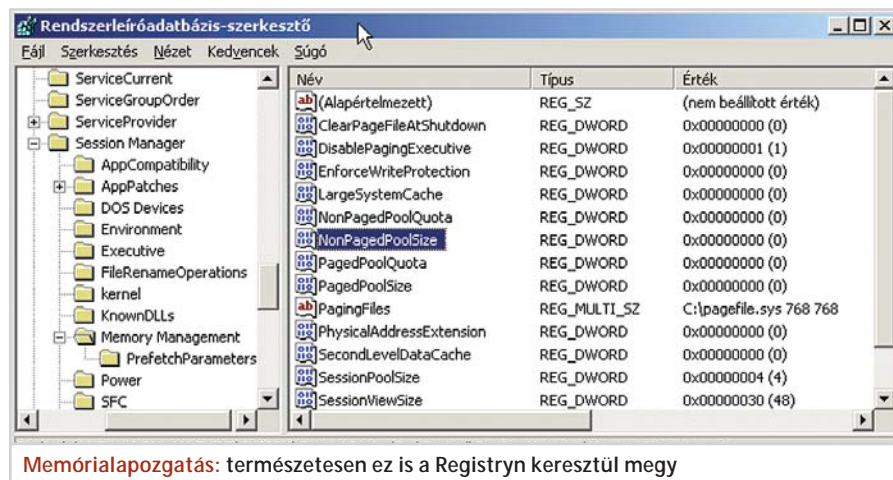 Rendszerleíróadatbázis-szerkesztő
Fájl Szerkesztés Nézet Kedvencek Súgó
ServiceCurrent
ServiceGroupOrder
ServiceProvider
Session Manager
AppCompatibility
AppPatches
DOS Devices
Environment
Executive
FileRenameOperations
kernel
KnownDLLs
Memory Management
PrefetchParameters
Power
SFC
Név Típus Érték
(Alapértelmezett) REG_SZ (nem beállított érték)
ClearPageFileAtShutdown REG_DWORD 0x00000000 (0)
DisablePagingExecutive REG_DWORD 0x00000001 (1)
EnforceWriteProtection REG_DWORD 0x00000000 (0)
LargeSystemCache REG_DWORD 0x00000000 (0)
NonPagedPoolQuota REG_DWORD 0x00000000 (0)
NonPagedPoolSize REG_DWORD 0x00000000 (0)
PagedPoolQuota REG_DWORD 0x00000000 (0)
PagedPoolSize REG_DWORD 0x00000000 (0)
PagingFiles REG_MULTI_SZ C:\pagefile.sys 768 768
PhysicalAddressExtension REG_DWORD 0x00000000 (0)
SecondLevelDataCache REG_DWORD 0x00000000 (0)
SessionPoolSize REG_DWORD 0x00000004 (4)
SessionViewSize REG_DWORD 0x00000030 (48)
Memórialapozgatás: természetesen ez is a Registryn keresztül megy